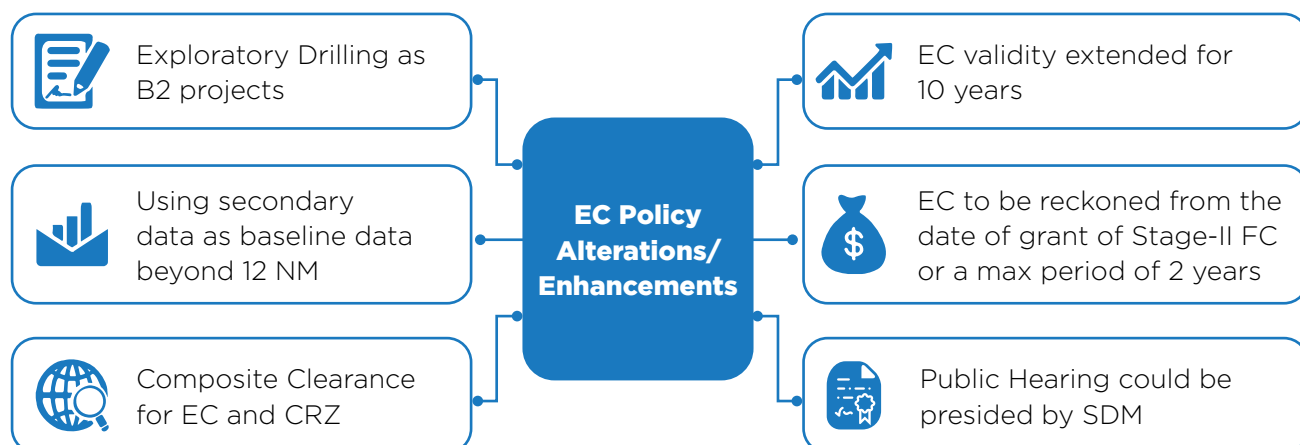 Exploratory Drilling as
B2 projects
Using secondary
data as baseline data
beyond 12 NM
Composite Clearance
for EC and CRZ
EC Policy
Alterations/
Enhancements
EC validity extended for
10 years
$
EC to be reckoned from the
date of grant of Stage-II FC
or a max period of 2 years
Public Hearing could be
presided by SDM